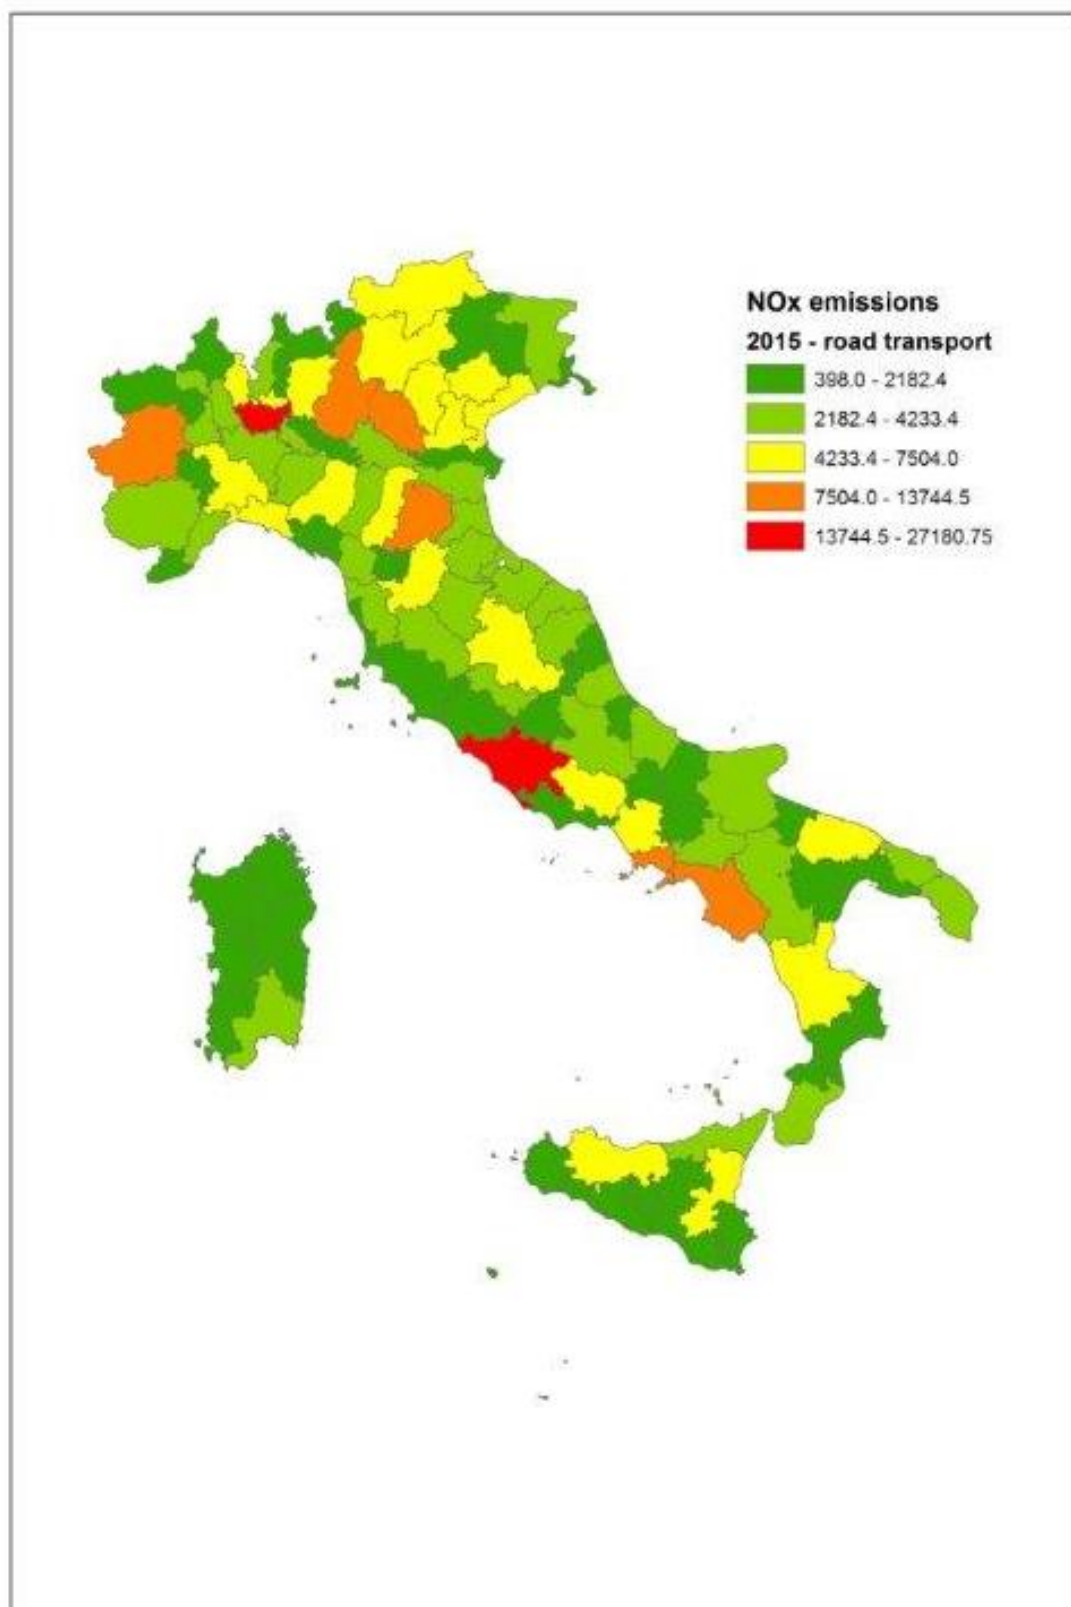 NOx emissions
2015 - road transport
398.0 - 2182.4
2182.4 - 4233.4
4233.4 - 7504.0
7504.0 - 13744.5
13744.5 - 27180.75